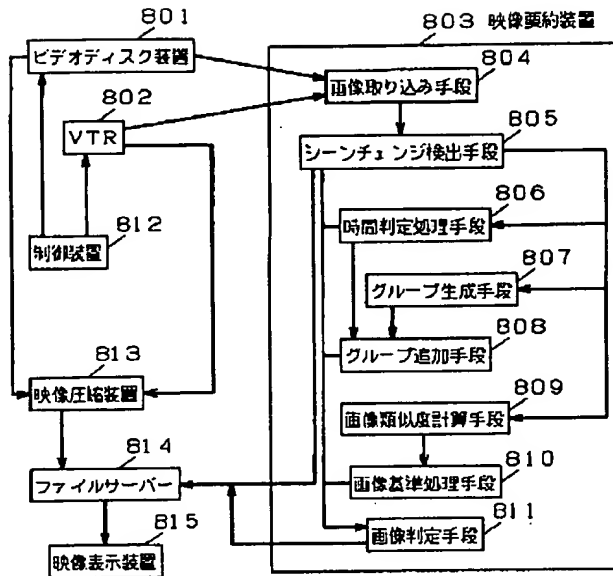 801
ビデオディスク装置
802
VTR
812
制御装置
813
映像圧縮装置
814
ファイルサーバー
815
映像表示装置
803 映像要約装置
804
画像取り込み手段
805
シーンチェンジ検出手段
806
時間判定処理手段
807
グループ生成手段
808
グループ追加手段
809
画像類似度計算手段
810
画像基準処理手段
811
画像判定手段